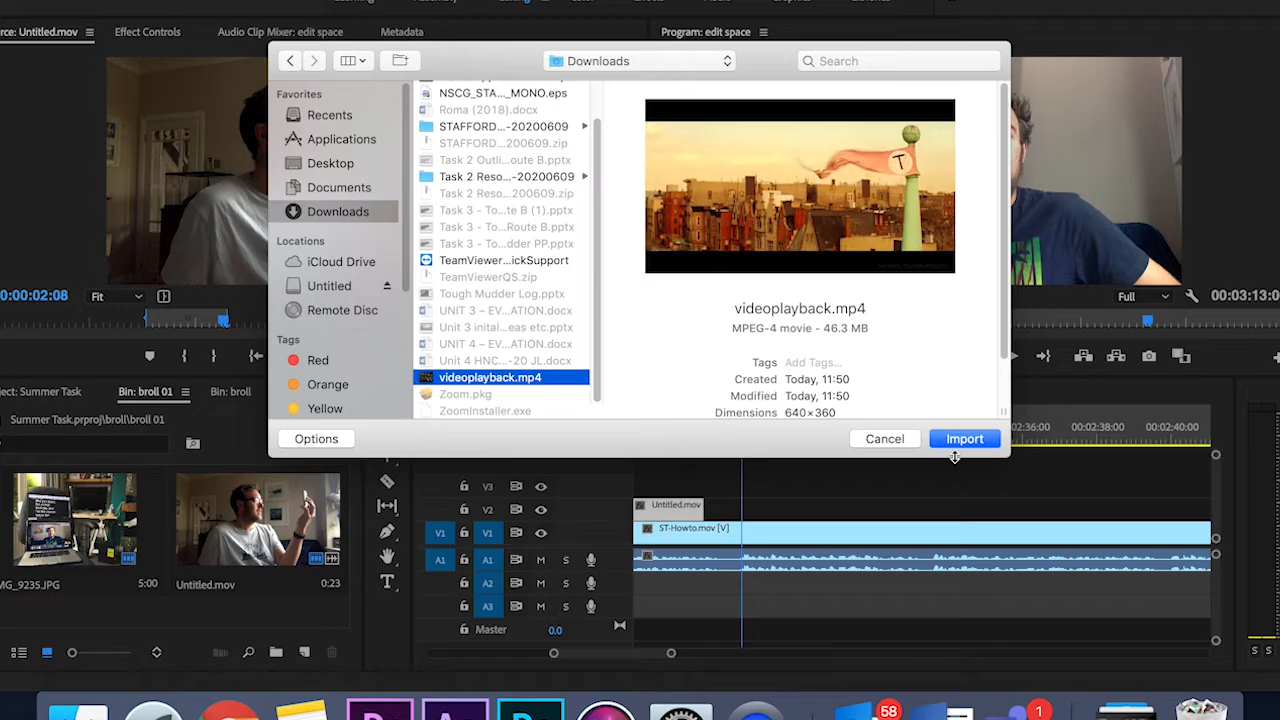 rce: Untitled.mov
Effect Controls
Audio Clip Mixer: edit space
Metadata
Program: edit space
Downloads
Search
Favorites
Recents
Applications
Desktop
Documents
Downloads
Locations
iCloud Drive
Untitled
Remote Disc
Tags
Red
Orange
Yellow
NSCG_STA..._MONO.eps
Roma (2018).docx
STAFFORD...-20200609
STAFFORD...200609.zip
Task 2 Outli...oute B.pptx
Task 2 Reso...-20200609
Task 2 Reso...200609.zip
Task 3 – To...te B (1).pptx
Task 3 – To...Route B.pptx
Task 3 – To...dder PP.pptx
TeamViewer...ickSupport
TeamViewerQS.zip
Tough Mudder Log.pptx
UNIT 3 – EV...ATION.docx
Unit 3 inital...eas etc.pptx
UNIT 4 – EV...ATION.docx
Unit 4 HNC...-20 JL.docx
videoplayback.mp4
Zoom.pkg
ZoomInstaller.exe
T
videoplayback.mp4
MPEG-4 movie - 46.3 MB
Tags Add Tags...
Created Today, 11:50
Modified Today, 11:50
Dimensions 640×360
Options
Cancel
Import
0:00:02:08
Fit
Full
00:03:13:0
ject: Summer Task
Bin: broll 01
Bin: broll
Summer Task.prproj\broll\broll 01
MG_9235.JPG
5:00
Untitled.mov
0:23
02:36:00
00:02:38:00
00:02:40:00
V3
V2
V1 V1
A1 A1 M S
A2 M S
A3 M S
Master 0.0
Untitled.mov
ST-Howto.mov [V]
S S
58
1